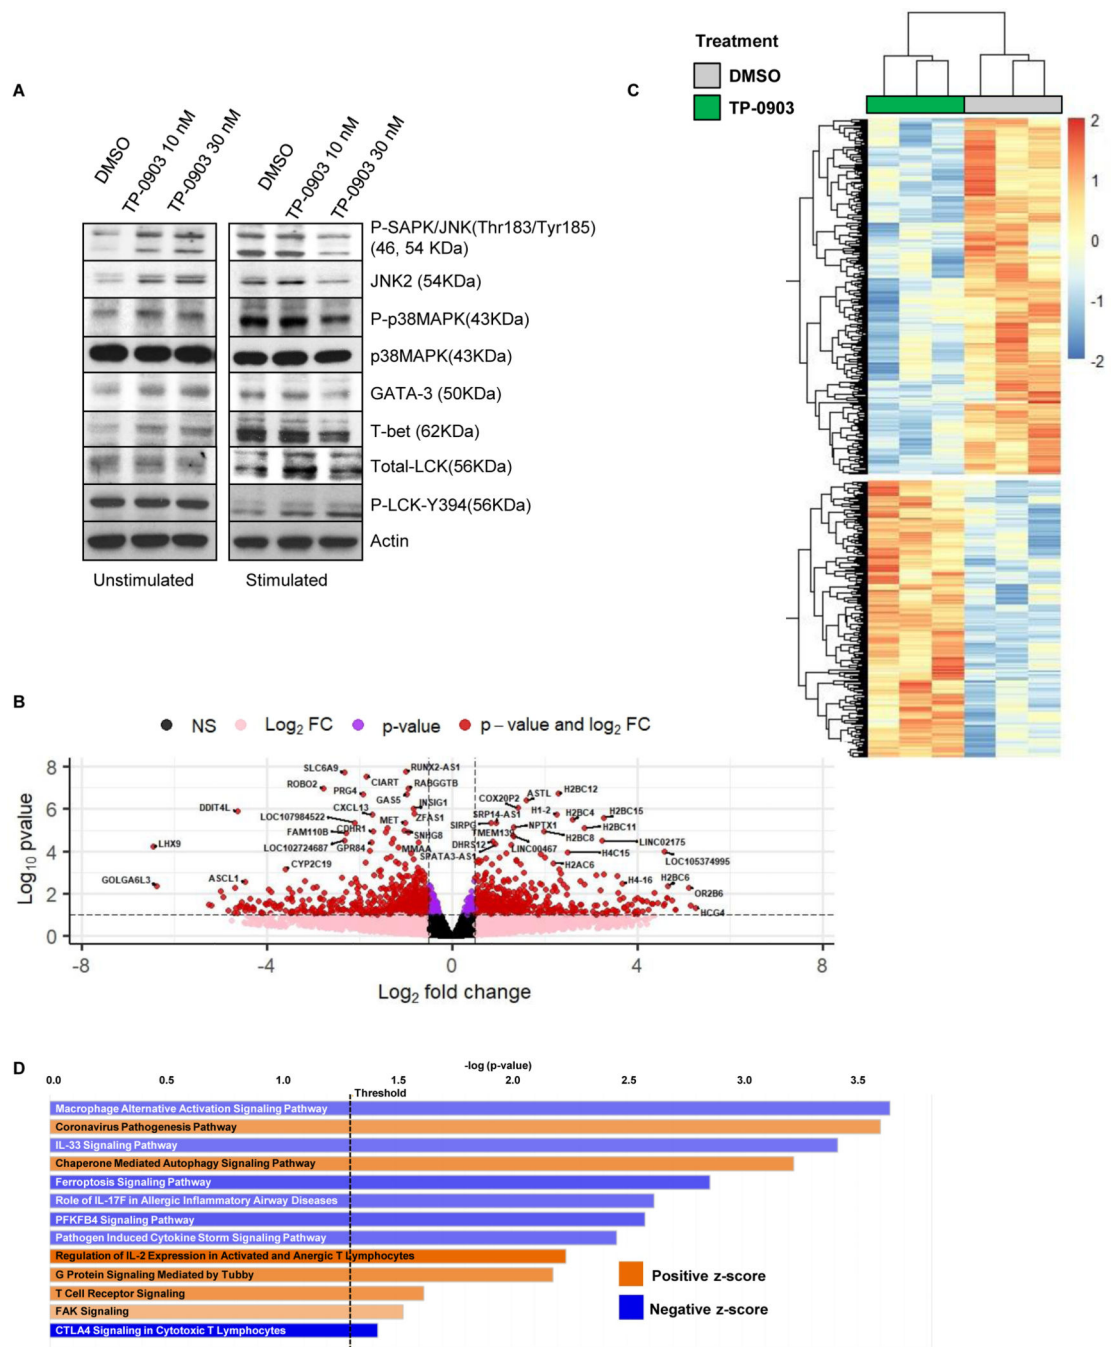 A
DMSO
TP-0903 10 nM
TP-0903 30 nM
DMSO
TP-0903 10 nM
TP-0903 30 nM
P-SAPK/JNK(Thr183/Tyr185)
(46, 54 KDa)
JNK2 (54KDa)
P-p38MAPK(43KDa)
p38MAPK(43KDa)
GATA-3 (50KDa)
T-bet (62KDa)
Total-LCK(56KDa)
P-LCK-Y394(56KDa)
Actin
Unstimulated
Stimulated
C
Treatment
DMSO
TP-0903
2
1
0
-1
-2
B
NS
Log2 FC
p-value
p – value and log2 FC
Log10 pvalue
8
6
4
2
0
SLC6A9
RUNX2-AS1
ROBO2
CIART
RABGGTB
PRG4
GAS5
DDIT4L
CXCL13
INSIG1
LOC107984522
MET
ZFAS1
FAM110B
CDHR1
SNHG8
LHX9
LOC102724687
GPR84
MMAA
SPATA3-AS1
CYP2C19
GOLGA6L3
ASCL1
COX20P2
ASTL
H2BC12
SRP14-AS1
H1-2
H2BC4
H2BC15
SIRPG
NPTX1
H2BC11
TMEM139
H2BC8
DHRS12
LINC00467
LINC02175
H4C15
LOC105374995
H2AC6
H4-16
H2BC6
OR2B6
HCG4
-8
-4
0
4
8
Log2 fold change
D
-log (p-value)
0.0
0.5
1.0
1.5
2.0
2.5
3.0
3.5
Threshold
Macrophage Alternative Activation Signaling Pathway
Coronavirus Pathogenesis Pathway
IL-33 Signaling Pathway
Chaperone Mediated Autophagy Signaling Pathway
Ferroptosis Signaling Pathway
Role of IL-17F in Allergic Inflammatory Airway Diseases
PFKFB4 Signaling Pathway
Pathogen Induced Cytokine Storm Signaling Pathway
Regulation of IL-2 Expression in Activated and Anergic T Lymphocytes
G Protein Signaling Mediated by Tubby
T Cell Receptor Signaling
FAK Signaling
CTLA4 Signaling in Cytotoxic T Lymphocytes
Positive z-score
Negative z-score